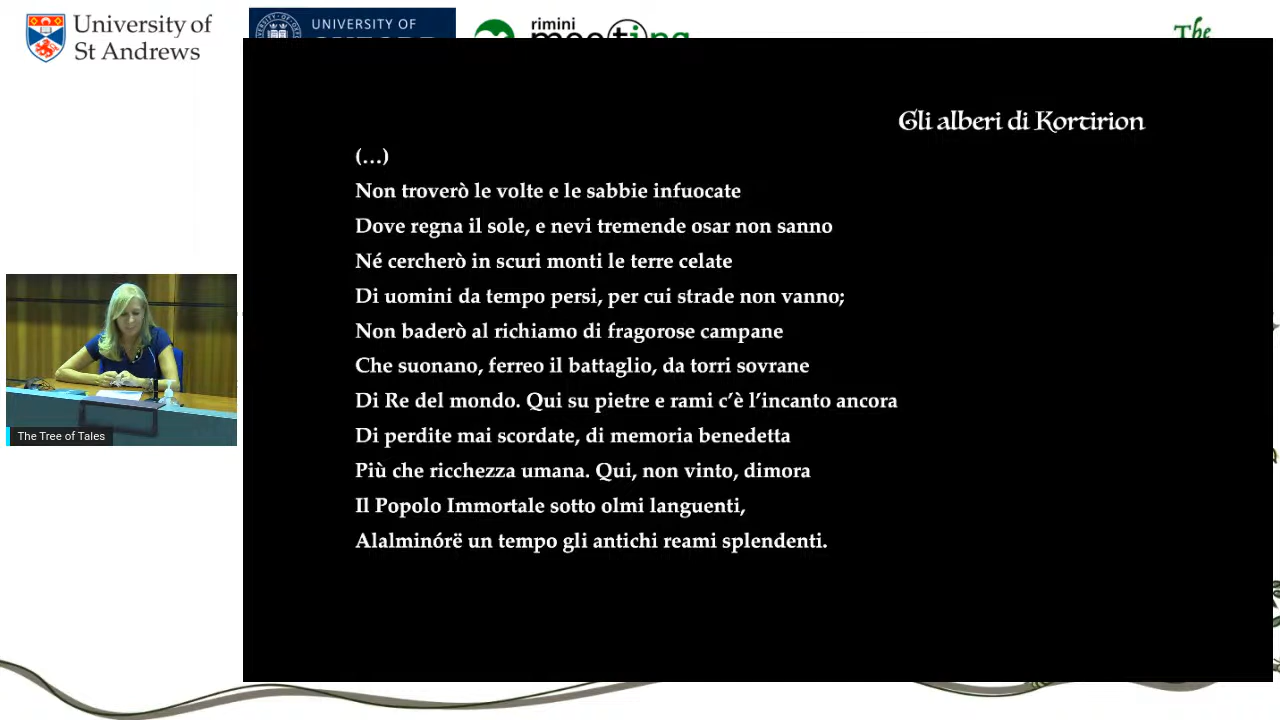 University of
St Andrews
UNIVERSITY OF
rimini
meeting
The
Gli alberi di Kortirion
(…)
Non troverò le volte e le sabbie infuocate
Dove regna il sole, e nevi tremende osar non sanno
Né cercherò in scuri monti le terre celate
Di uomini da tempo persi, per cui strade non vanno;
Non baderò al richiamo di fragorose campane
Che suonano, ferreo il battaglio, da torri sovrane
Di Re del mondo. Qui su pietre e rami c’è l’incanto ancora
Di perdite mai scordate, di memoria benedetta
Più che ricchezza umana. Qui, non vinto, dimora
Il Popolo Immortale sotto olmi languenti,
Alalminórë un tempo gli antichi reami splendenti.
The Tree of Tales